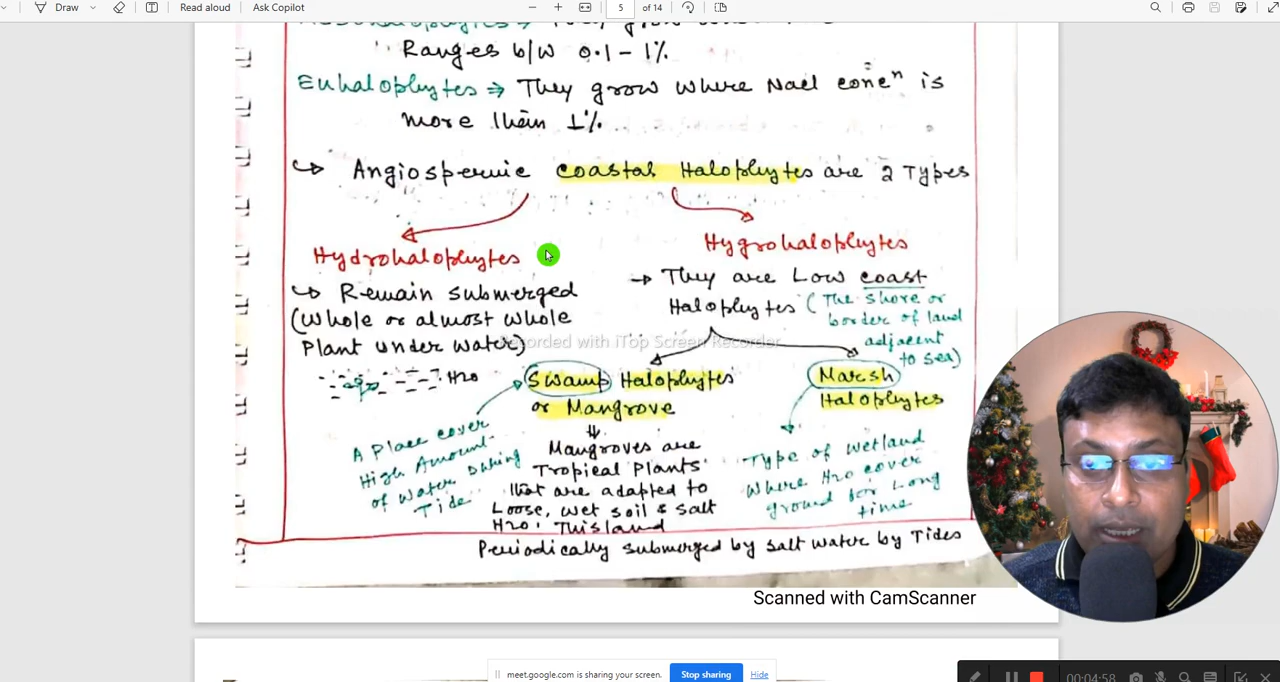 Draw
Read aloud
Ask Copilot
5 of 14
Ranges b/w 0.1 - 1%
Euhalophytes ⇒ They grow where Nacl concⁿ is
more than 1%
↪ Angiospermic coastal Halophytes are 2 Types
Hydrohalophytes
↪ Remain submerged
(whole or almost whole
Plant under water)
H2O
Hygrohalophytes
→ They are Low coast
Halophytes (The shore or
border of land
adjacent
to sea)
Recorded with iTop Screen Recorder
Swamp Halophytes
or Mangrove
Marsh
Halophytes
A Place cover
High Amount
of Water During
Tide
Mangroves are
Tropical Plants
that are adapted to
Loose, wet soil & salt
H2O. This land
Periodically submerged by salt water by Tides
Type of wetland
Where H2O cover
ground for Long
time
Scanned with CamScanner
meet.google.com is sharing your screen.
Stop sharing
Hide
00:04:58